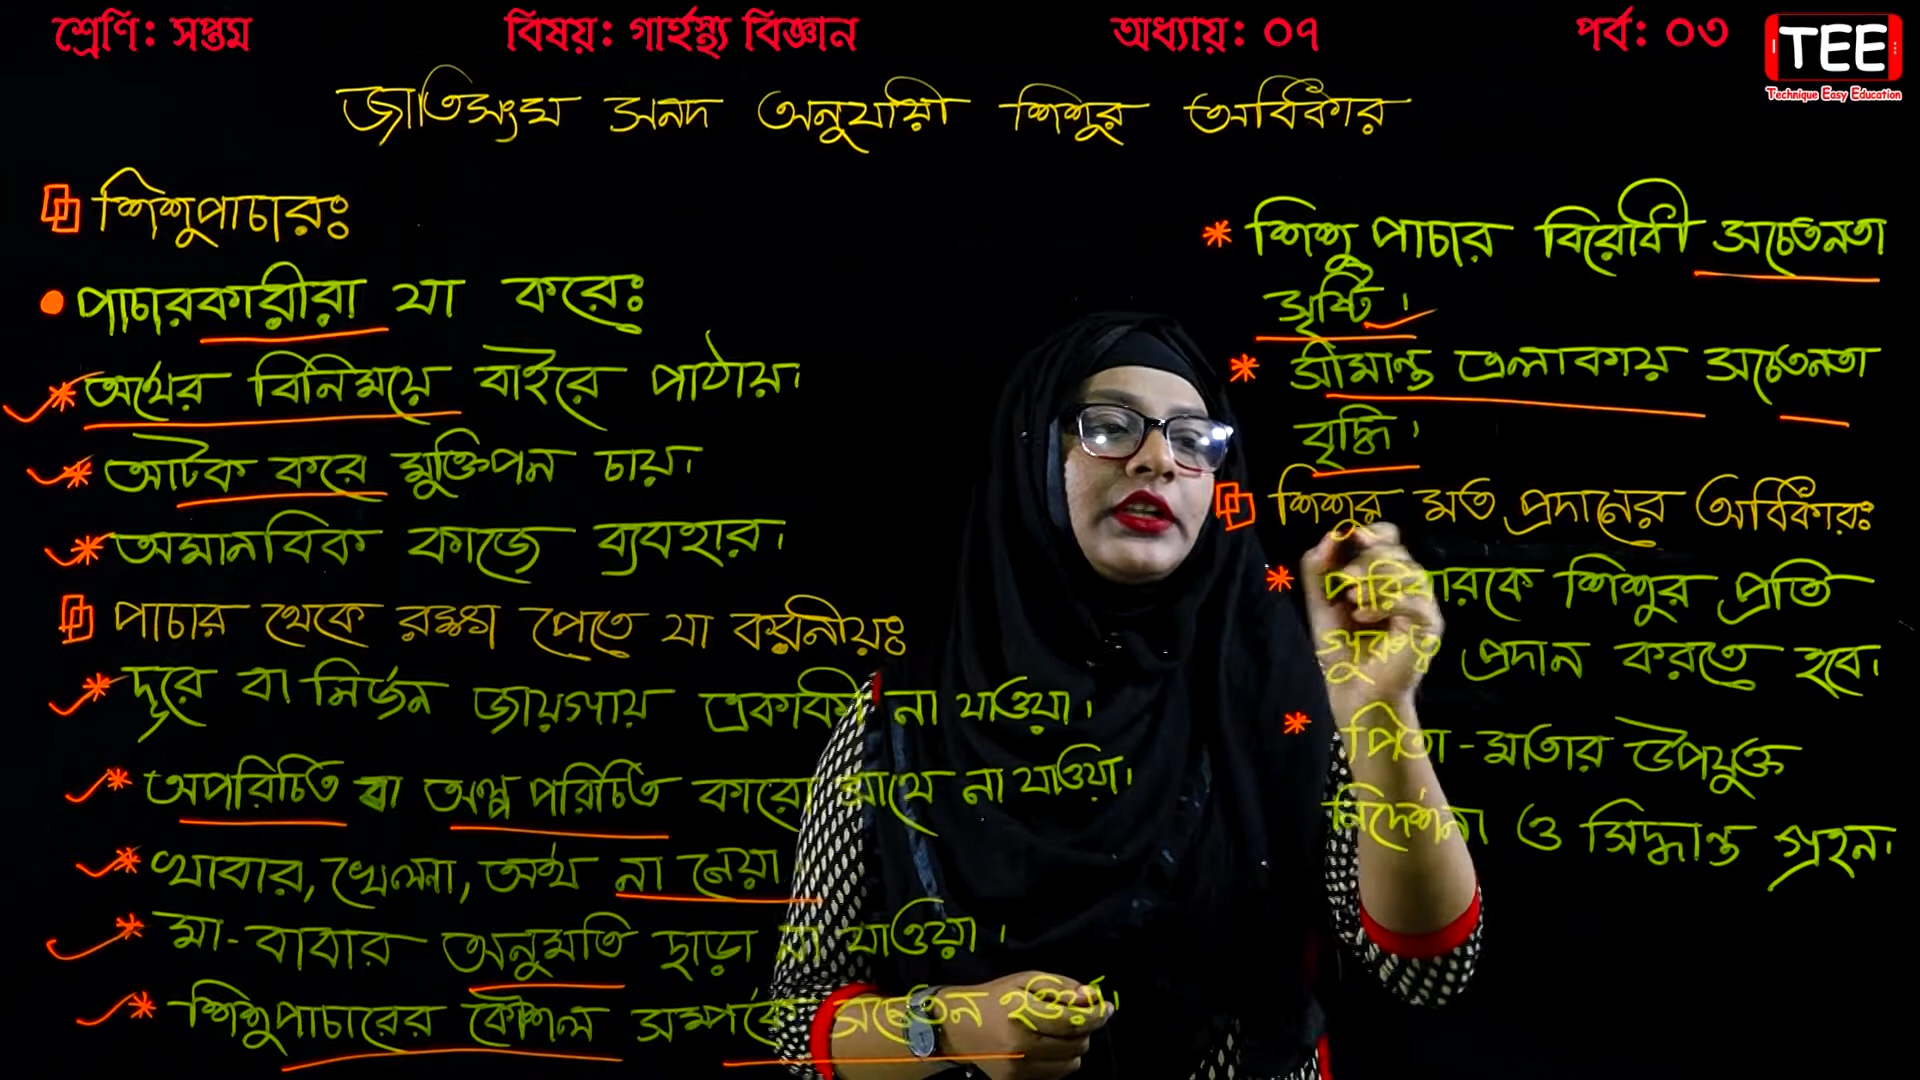 শ্রেণি: সপ্তম বিষয়: গার্হস্থ্য বিজ্ঞান অধ্যায়: ০৭ পর্ব: ০৩
TEE
Technique Easy Education
জাতিসংঘ সনদ অনুযায়ী শিশুর অধিকার
শিশুপাচারঃ
পাচারকারীরা যা করেঃ
* অর্থের বিনিময়ে বাইরে পাঠায়।
* আটক করে মুক্তিপন চায়।
* অমানবিক কাজে ব্যবহার।
পাচার থেকে রক্ষা পেতে যা করনীয়ঃ
* দূরে বা নির্জন জায়গায় একাকী না যাওয়া।
* অপরিচিত বা অল্প পরিচিত কারো সাথে না যাওয়া।
* খাবার, খেলনা, অর্থ না নেয়া
* মা-বাবার অনুমতি ছাড়া না যাওয়া।
* শিশুপাচারের কৌশল সম্পর্কে সচেতন হওয়া।
* শিশু পাচার বিরোধী সচেতনতা
সৃষ্টি।
* সীমান্ত এলাকায় সচেতনতা
বৃদ্ধি।
শিশুর মত প্রদানের অধিকারঃ
* পরিবারকে শিশুর প্রতি
গুরুত্ব প্রদান করতে হবে।
* পিতা-মাতার উপযুক্ত
নির্দেশনা ও সিদ্ধান্ত গ্রহন।